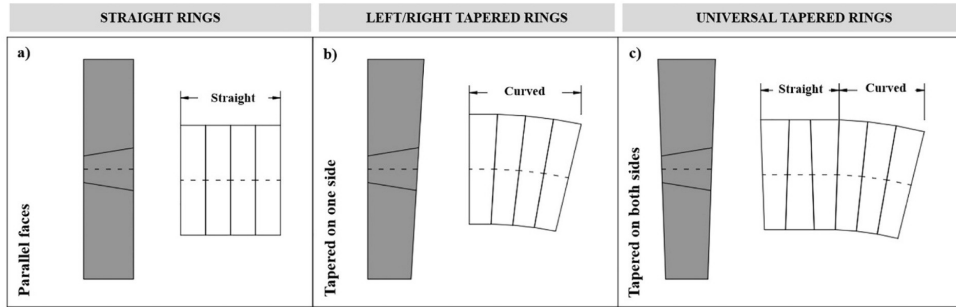 STRAIGHT RINGS
LEFT/RIGHT TAPERED RINGS
UNIVERSAL TAPERED RINGS
a)
Parallel faces
Straight
b)
Tapered on one side
Curved
c)
Tapered on both sides
Straight
Curved